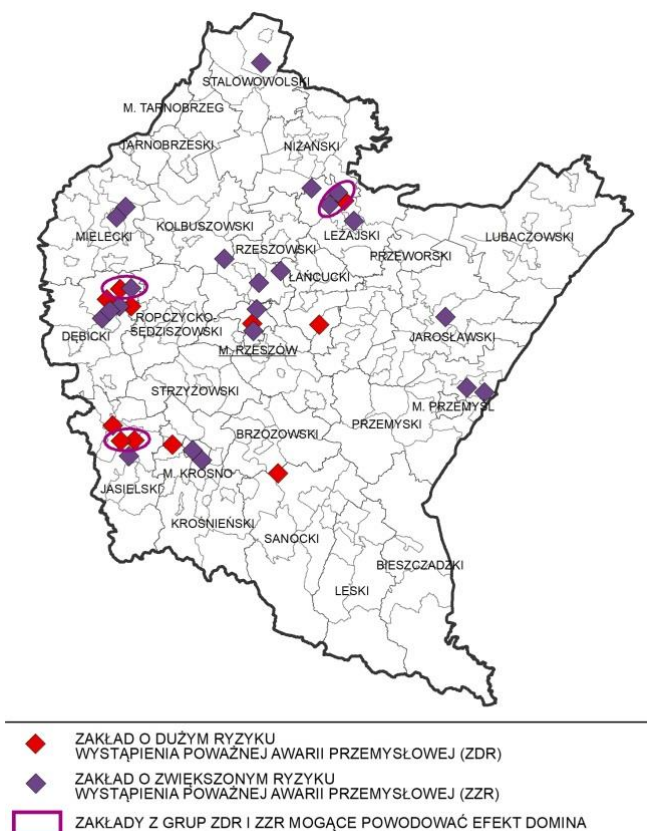 STALOWOWOLSKI
M. TARNOBRZEG
TARNOBRZESKI
NIŻAŃSKI
MIELECKI
KOLBUSZOWSKI
LEŻAJSKI
LUBACZOWSKI
RZESZOWSKI
PRZEWORSKI
ŁAŃCUCKI
ROPCZYCKO-
SĘDZISZOWSKI
DĘBICKI
M. RZESZÓW
JAROSŁAWSKI
STRZYŻOWSKI
M. PRZEMYŚL
BRZOZOWSKI
PRZEMYSKI
M. KROSNO
JASIELSKI
KROŚNIEŃSKI
SANOCKI
BIESZCZADZKI
LESKI
ZAKŁAD O DUŻYM RYZYKU
WYSTĄPIENIA POWAŻNEJ AWARII PRZEMYSŁOWEJ (ZDR)
ZAKŁAD O ZWIĘKSZONYM RYZYKU
WYSTĄPIENIA POWAŻNEJ AWARII PRZEMYSŁOWEJ (ZZR)
ZAKŁADY Z GRUP ZDR I ZZR MOGĄCE POWODOWAĆ EFEKT DOMINA